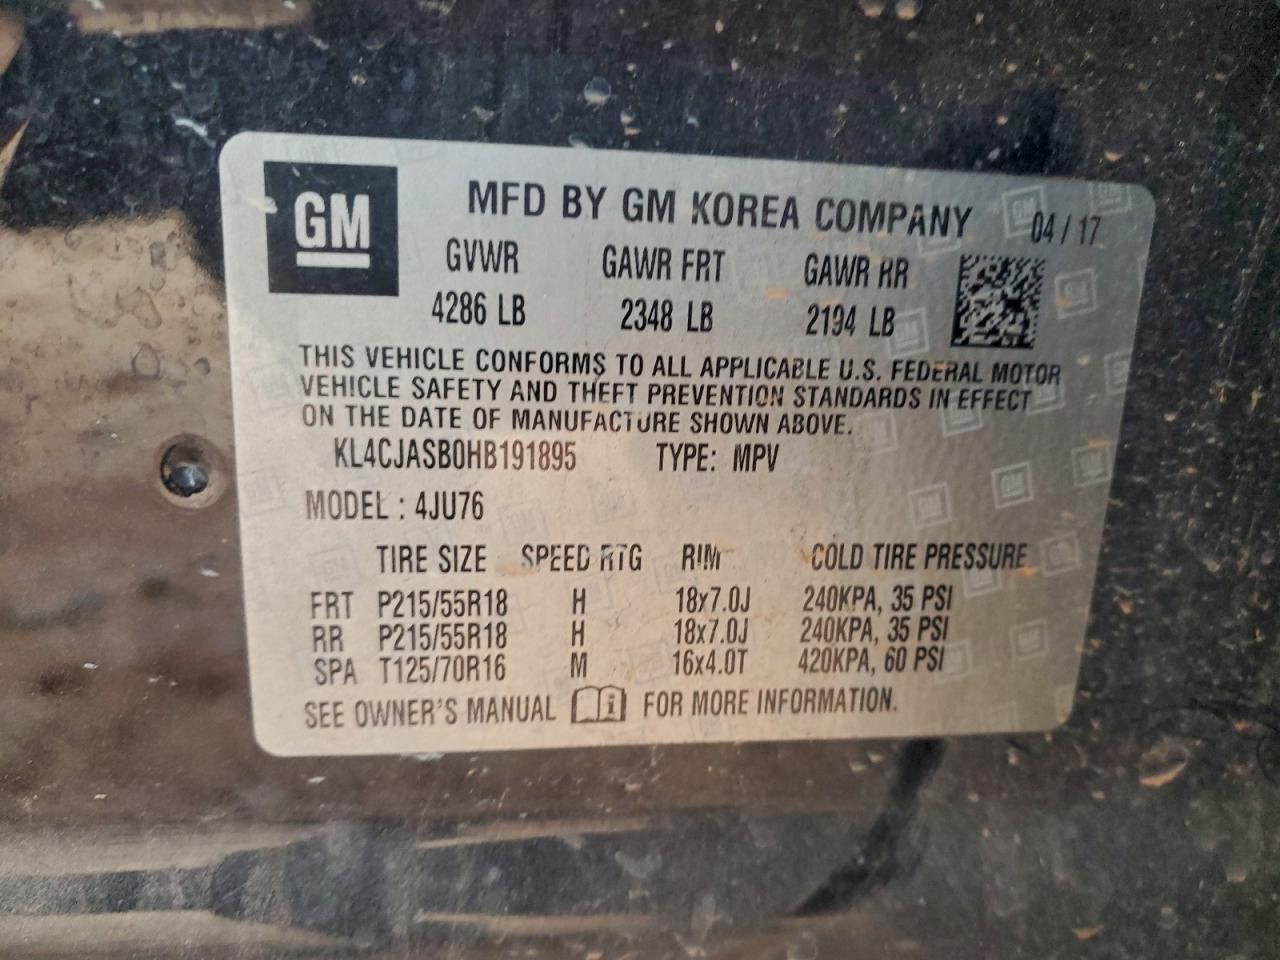 GM
MFD BY GM KOREA COMPANY 04 / 17
GVWR GAWR FRT GAWR RR
4286 LB 2348 LB 2194 LB
THIS VEHICLE CONFORMS TO ALL APPLICABLE U.S. FEDERAL MOTOR
VEHICLE SAFETY AND THEFT PREVENTION STANDARDS IN EFFECT
ON THE DATE OF MANUFACTURE SHOWN ABOVE.
KL4CJASB0HB191895 TYPE: MPV
MODEL : 4JU76
TIRE SIZE SPEED RTG RIM COLD TIRE PRESSURE
FRT P215/55R18 H 18x7.0J 240KPA, 35 PSI
RR P215/55R18 H 18x7.0J 240KPA, 35 PSI
SPA T125/70R16 M 16x4.0T 420KPA, 60 PSI
SEE OWNER'S MANUAL i FOR MORE INFORMATION.